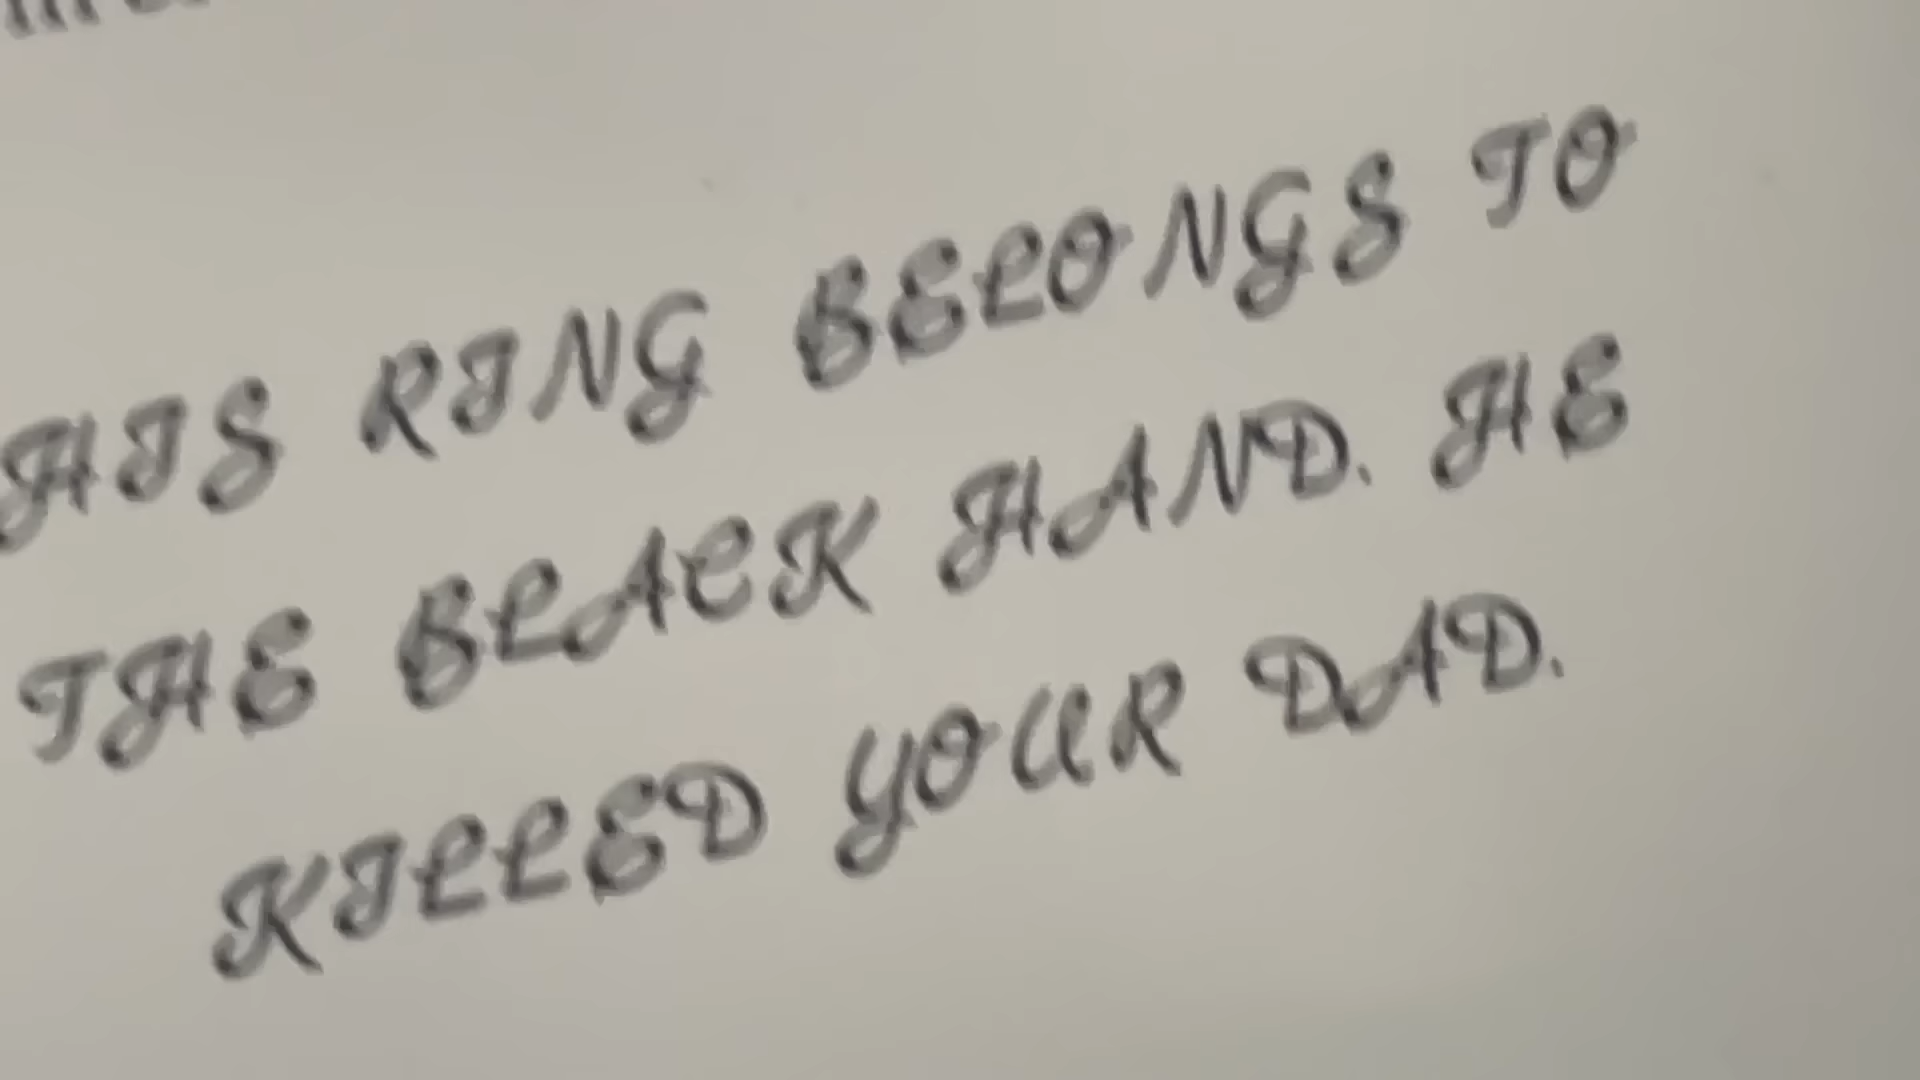 HIS RING BELONGS TO
THE BLACK HAND. HE
KILLED YOUR DAD.